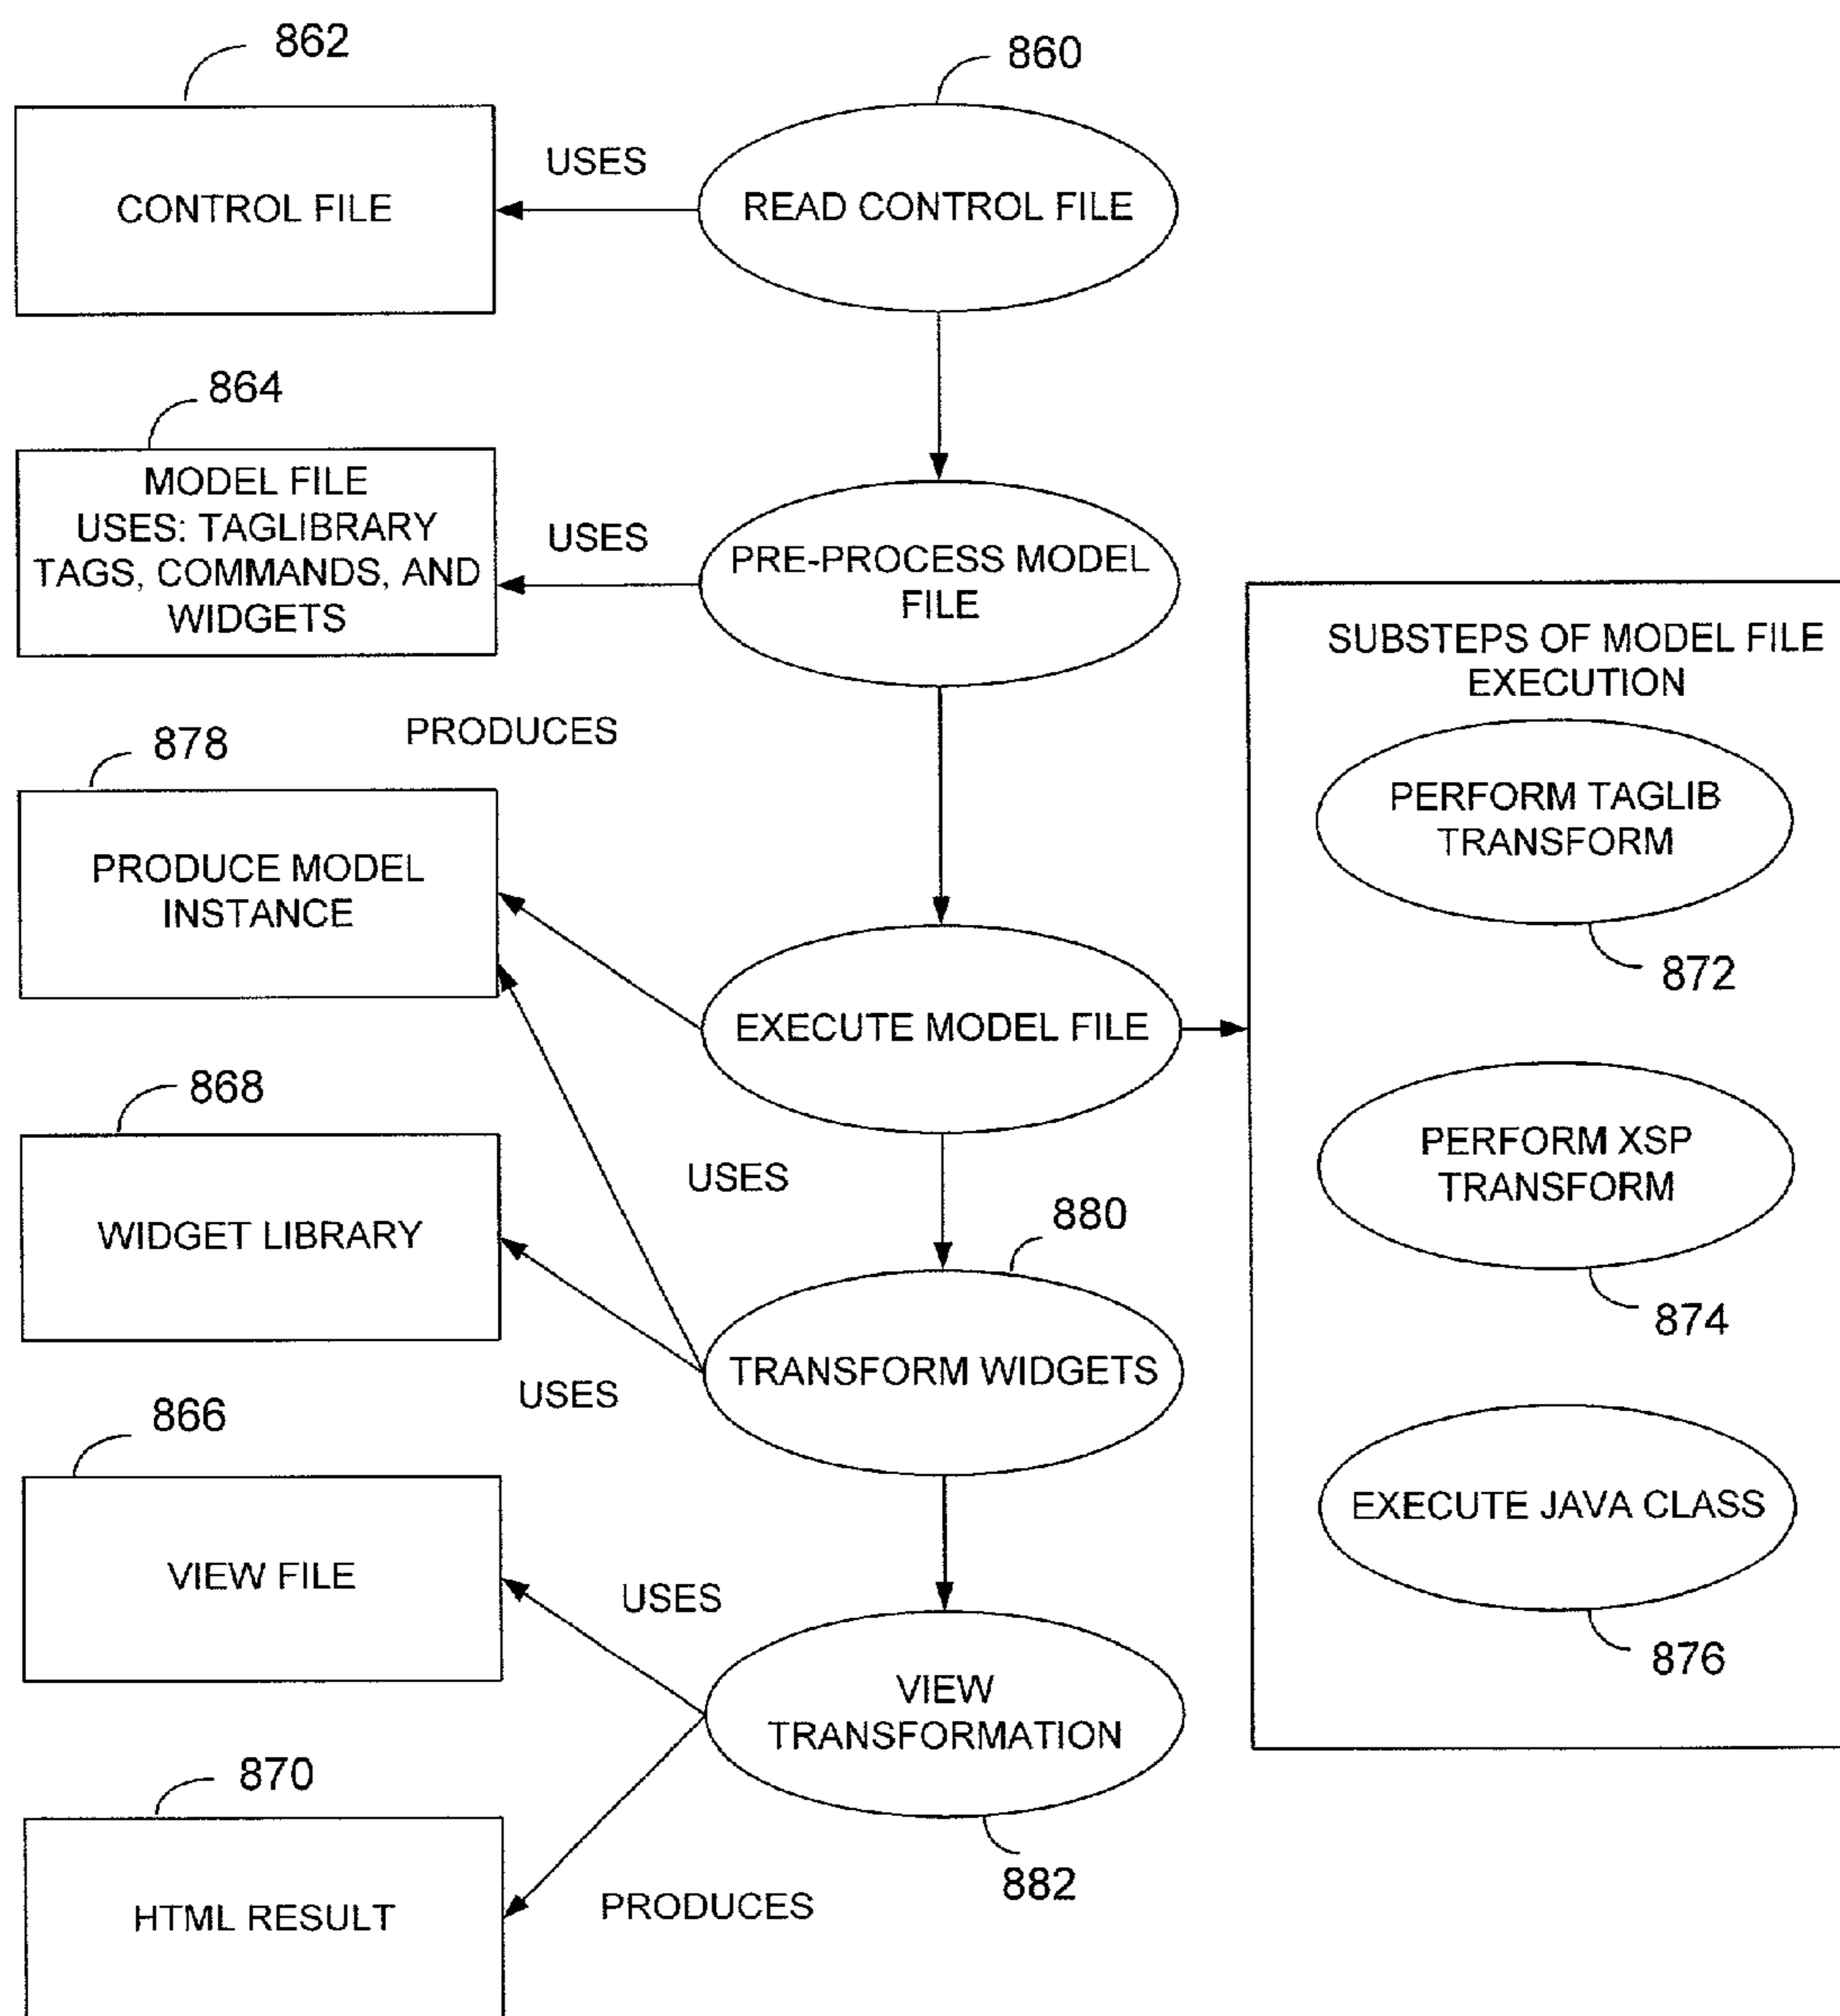 862
860
CONTROL FILE
USES
READ CONTROL FILE
864
MODEL FILE
USES: TAGLIBRARY
TAGS, COMMANDS, AND
WIDGETS
USES
PRE-PROCESS MODEL
FILE
SUBSTEPS OF MODEL FILE
EXECUTION
PERFORM TAGLIB
TRANSFORM
872
PERFORM XSP
TRANSFORM
874
EXECUTE JAVA CLASS
876
878
PRODUCES
PRODUCE MODEL
INSTANCE
EXECUTE MODEL FILE
868
USES
WIDGET LIBRARY
880
TRANSFORM WIDGETS
USES
866
VIEW FILE
USES
VIEW
TRANSFORMATION
882
870
HTML RESULT
PRODUCES